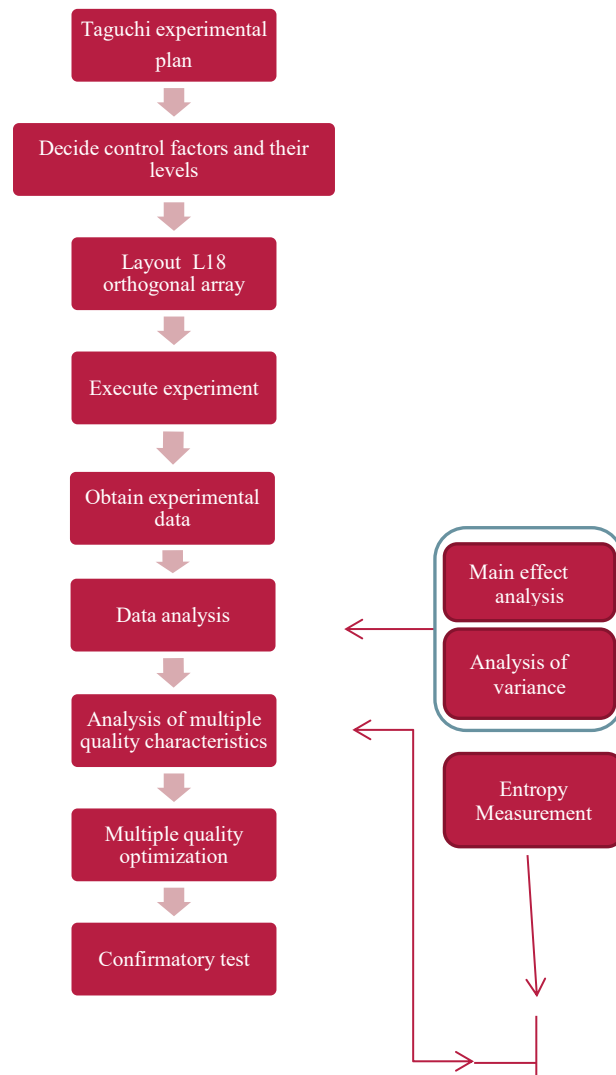 Taguchi experimental
plan
Decide control factors and their
levels
Layout L18
orthogonal array
Execute experiment
Obtain experimental
data
Data analysis
Analysis of multiple
quality characteristics
Multiple quality
optimization
Confirmatory test
Main effect
analysis
Analysis of
variance
Entropy
Measurement